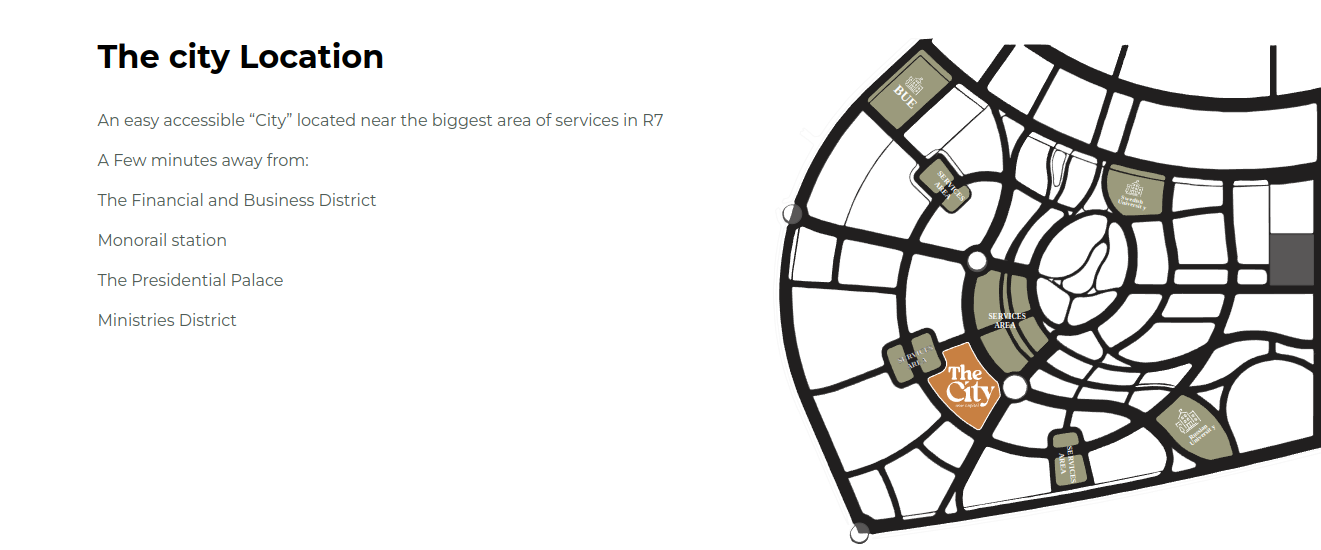 The city Location
An easy accessible “City” located near the biggest area of services in R7
A Few minutes away from:
The Financial and Business District
Monorail station
The Presidential Palace
Ministries District
BUE
SERVICES
AREA
Swedish
University
SERVICES
AREA
SERVICES
AREA
The
City
Russian
University
SERVICES
AREA